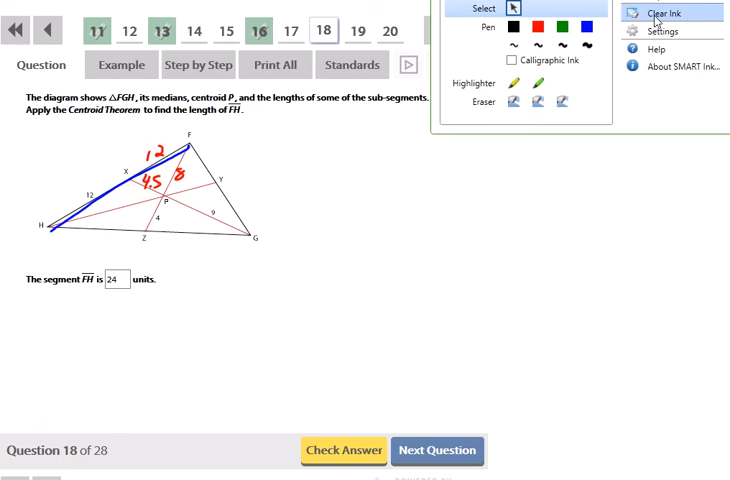 Select
Clear Ink
Pen
Settings
Help
Calligraphic Ink
About SMART Ink...
Highlighter
Eraser
11 12 13 14 15 16 17 18 19 20
Question Example Step by Step Print All Standards
The diagram shows △FGH, its medians, centroid P, and the lengths of some of the sub-segments.
Apply the Centroid Theorem to find the length of FH.
F
12
X
4.5 8
Y
12
P
9
H
4
Z
G
The segment FH is 24 units.
Question 18 of 28
Check Answer
Next Question